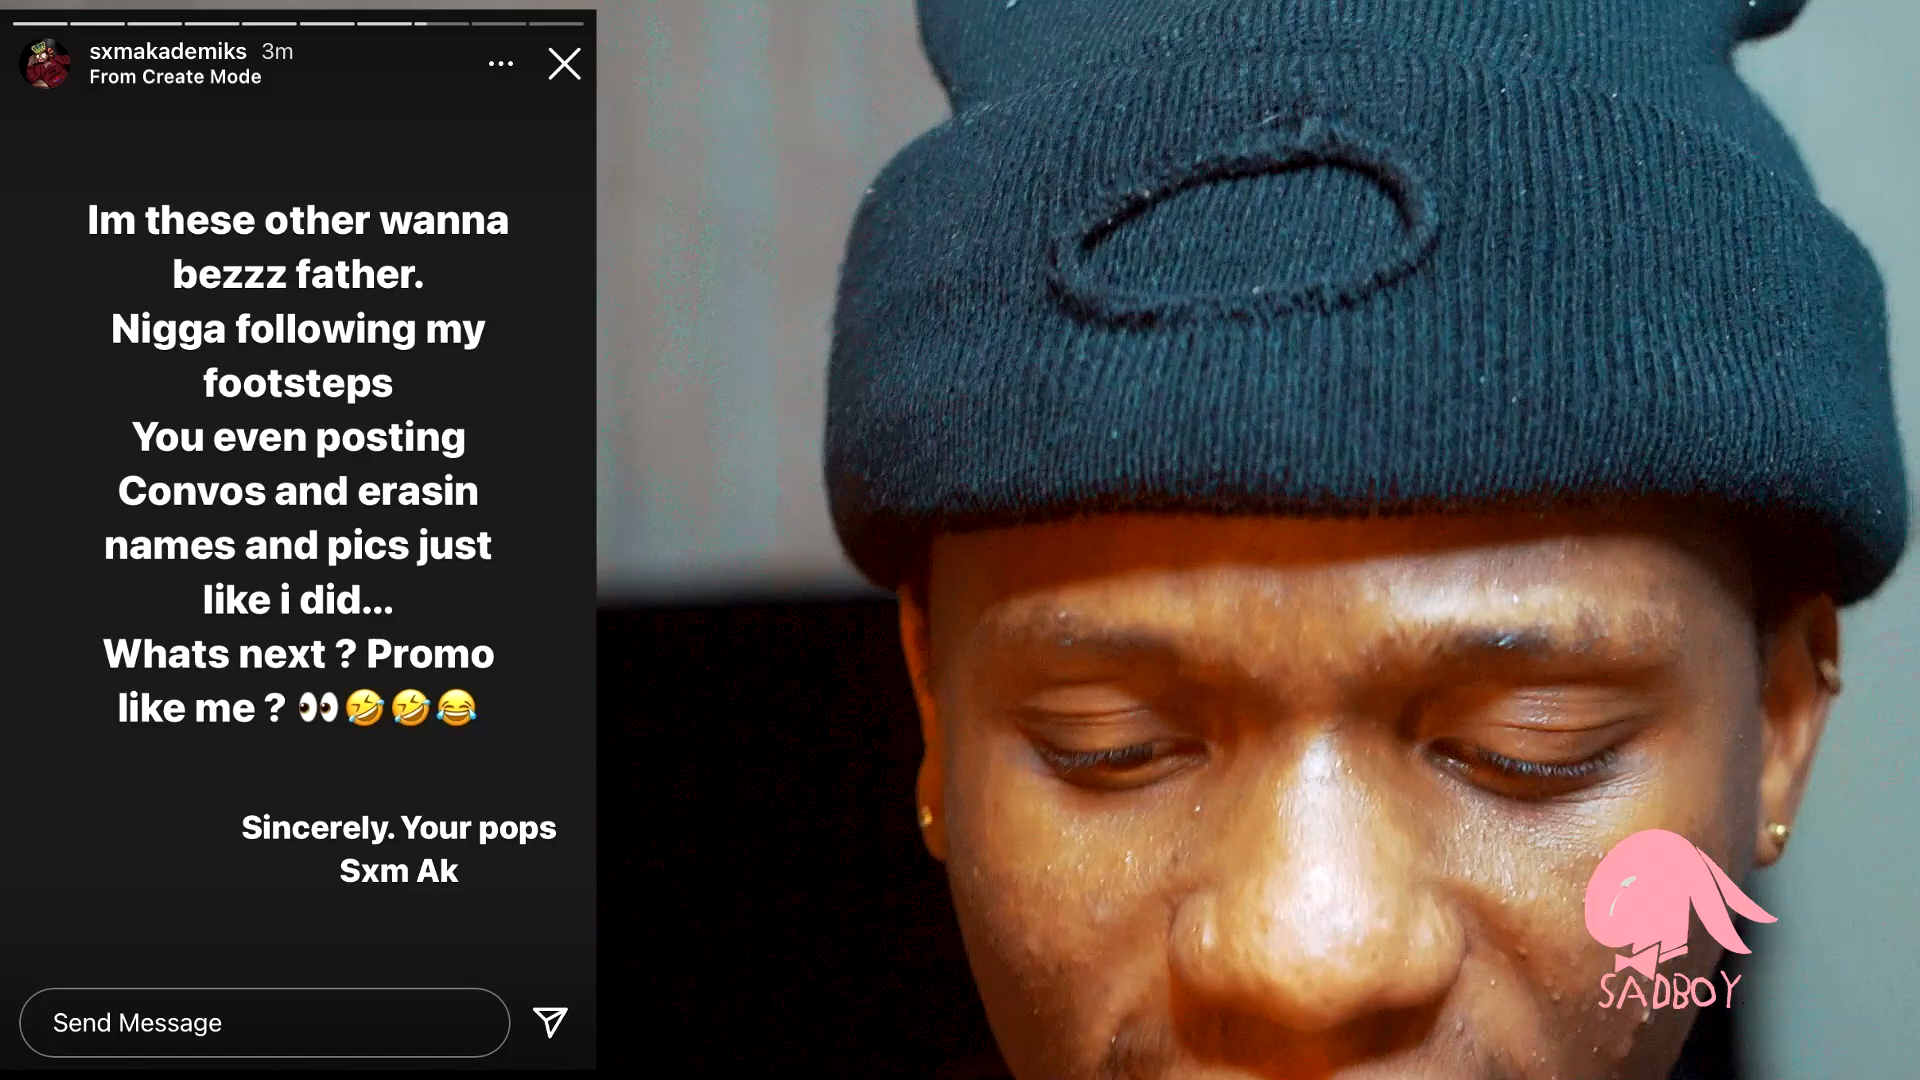 sxmakademiks 3m
From Create Mode
Im these other wanna
bezzz father.
Nigga following my
footsteps
You even posting
Convos and erasin
names and pics just
like i did...
Whats next ? Promo
like me ? 👀🤣🤣😂
Sincerely. Your pops
Sxm Ak
Send Message
SADBOY